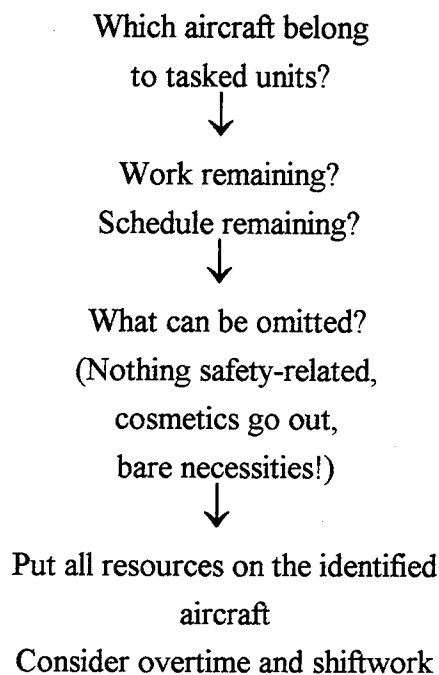 Which aircraft belong
to tasked units?
Work remaining?
Schedule remaining?
What can be omitted?
(Nothing safety-related,
cosmetics go out,
bare necessities!)
Put all resources on the identified
aircraft
Consider overtime and shiftwork